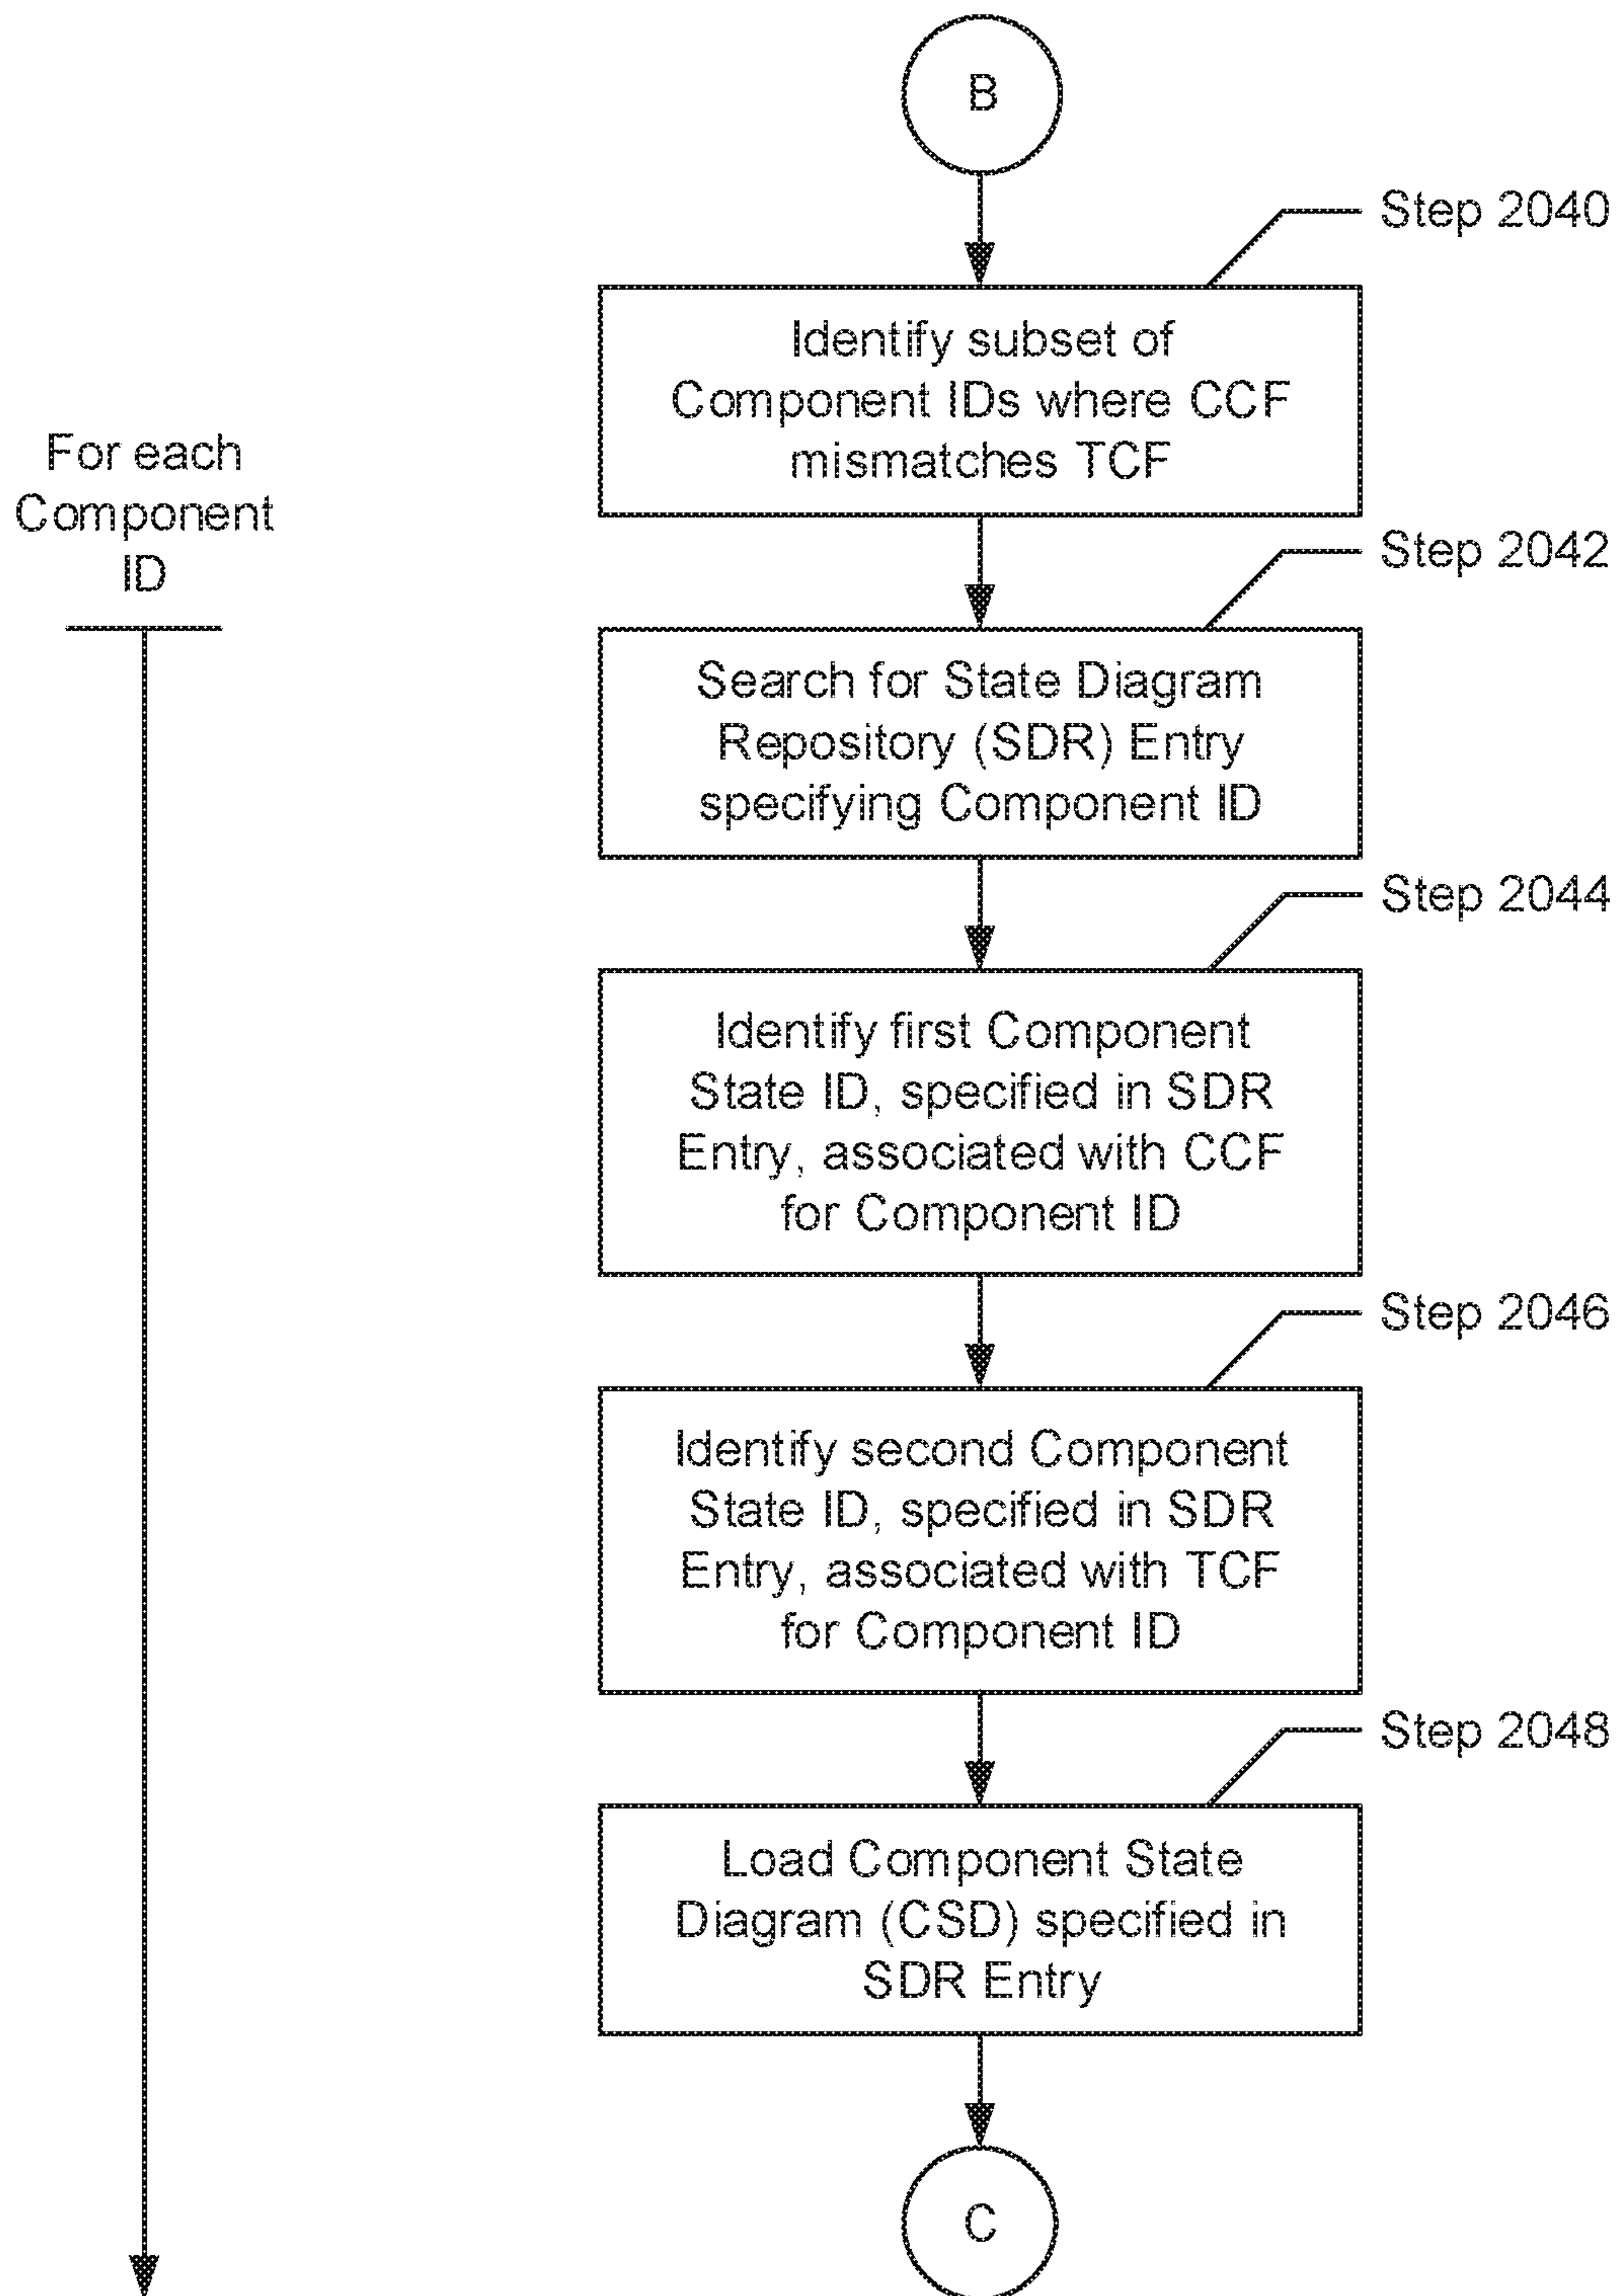 B
Step 2040
Identify subset of
Component IDs where CCF
mismatches TCF
For each
Component
ID
Step 2042
Search for State Diagram
Repository (SDR) Entry
specifying Component ID
Step 2044
Identify first Component
State ID, specified in SDR
Entry, associated with CCF
for Component ID
Step 2046
Identify second Component
State ID, specified in SDR
Entry, associated with TCF
for Component ID
Step 2048
Load Component State
Diagram (CSD) specified in
SDR Entry
C